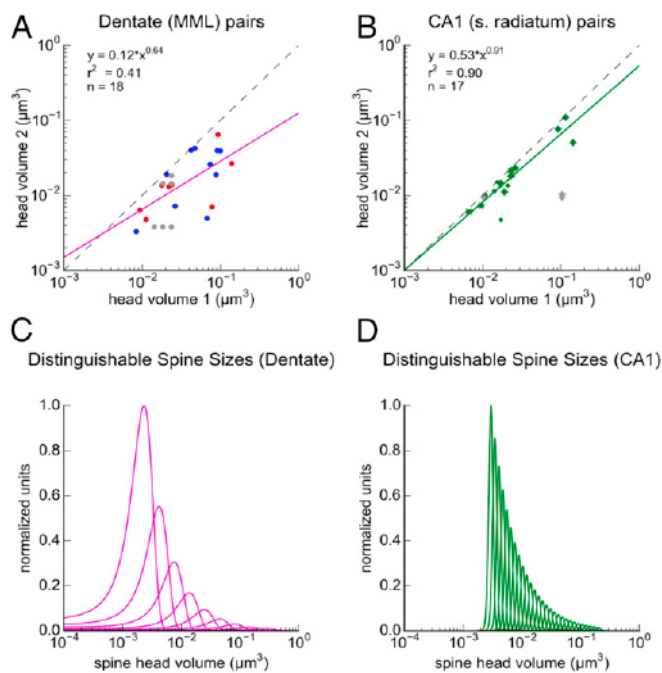 A
Dentate (MML) pairs
y = 0.12*x^0.64
r² = 0.41
n = 18
head volume 2 (μm³)
10⁰
10⁻¹
10⁻²
10⁻³
10⁻³ 10⁻² 10⁻¹ 10⁰
head volume 1 (μm³)
B
CA1 (s. radiatum) pairs
y = 0.53*x^0.91
r² = 0.90
n = 17
head volume 2 (μm³)
10⁰
10⁻¹
10⁻²
10⁻³
10⁻³ 10⁻² 10⁻¹ 10⁰
head volume 1 (μm³)
C
Distinguishable Spine Sizes (Dentate)
normalized units
1.0
0.8
0.6
0.4
0.2
0.0
10⁻⁴ 10⁻³ 10⁻² 10⁻¹ 10⁰
spine head volume (μm³)
D
Distinguishable Spine Sizes (CA1)
normalized units
1.0
0.8
0.6
0.4
0.2
0.0
10⁻⁴ 10⁻³ 10⁻² 10⁻¹ 10⁰
spine head volume (μm³)